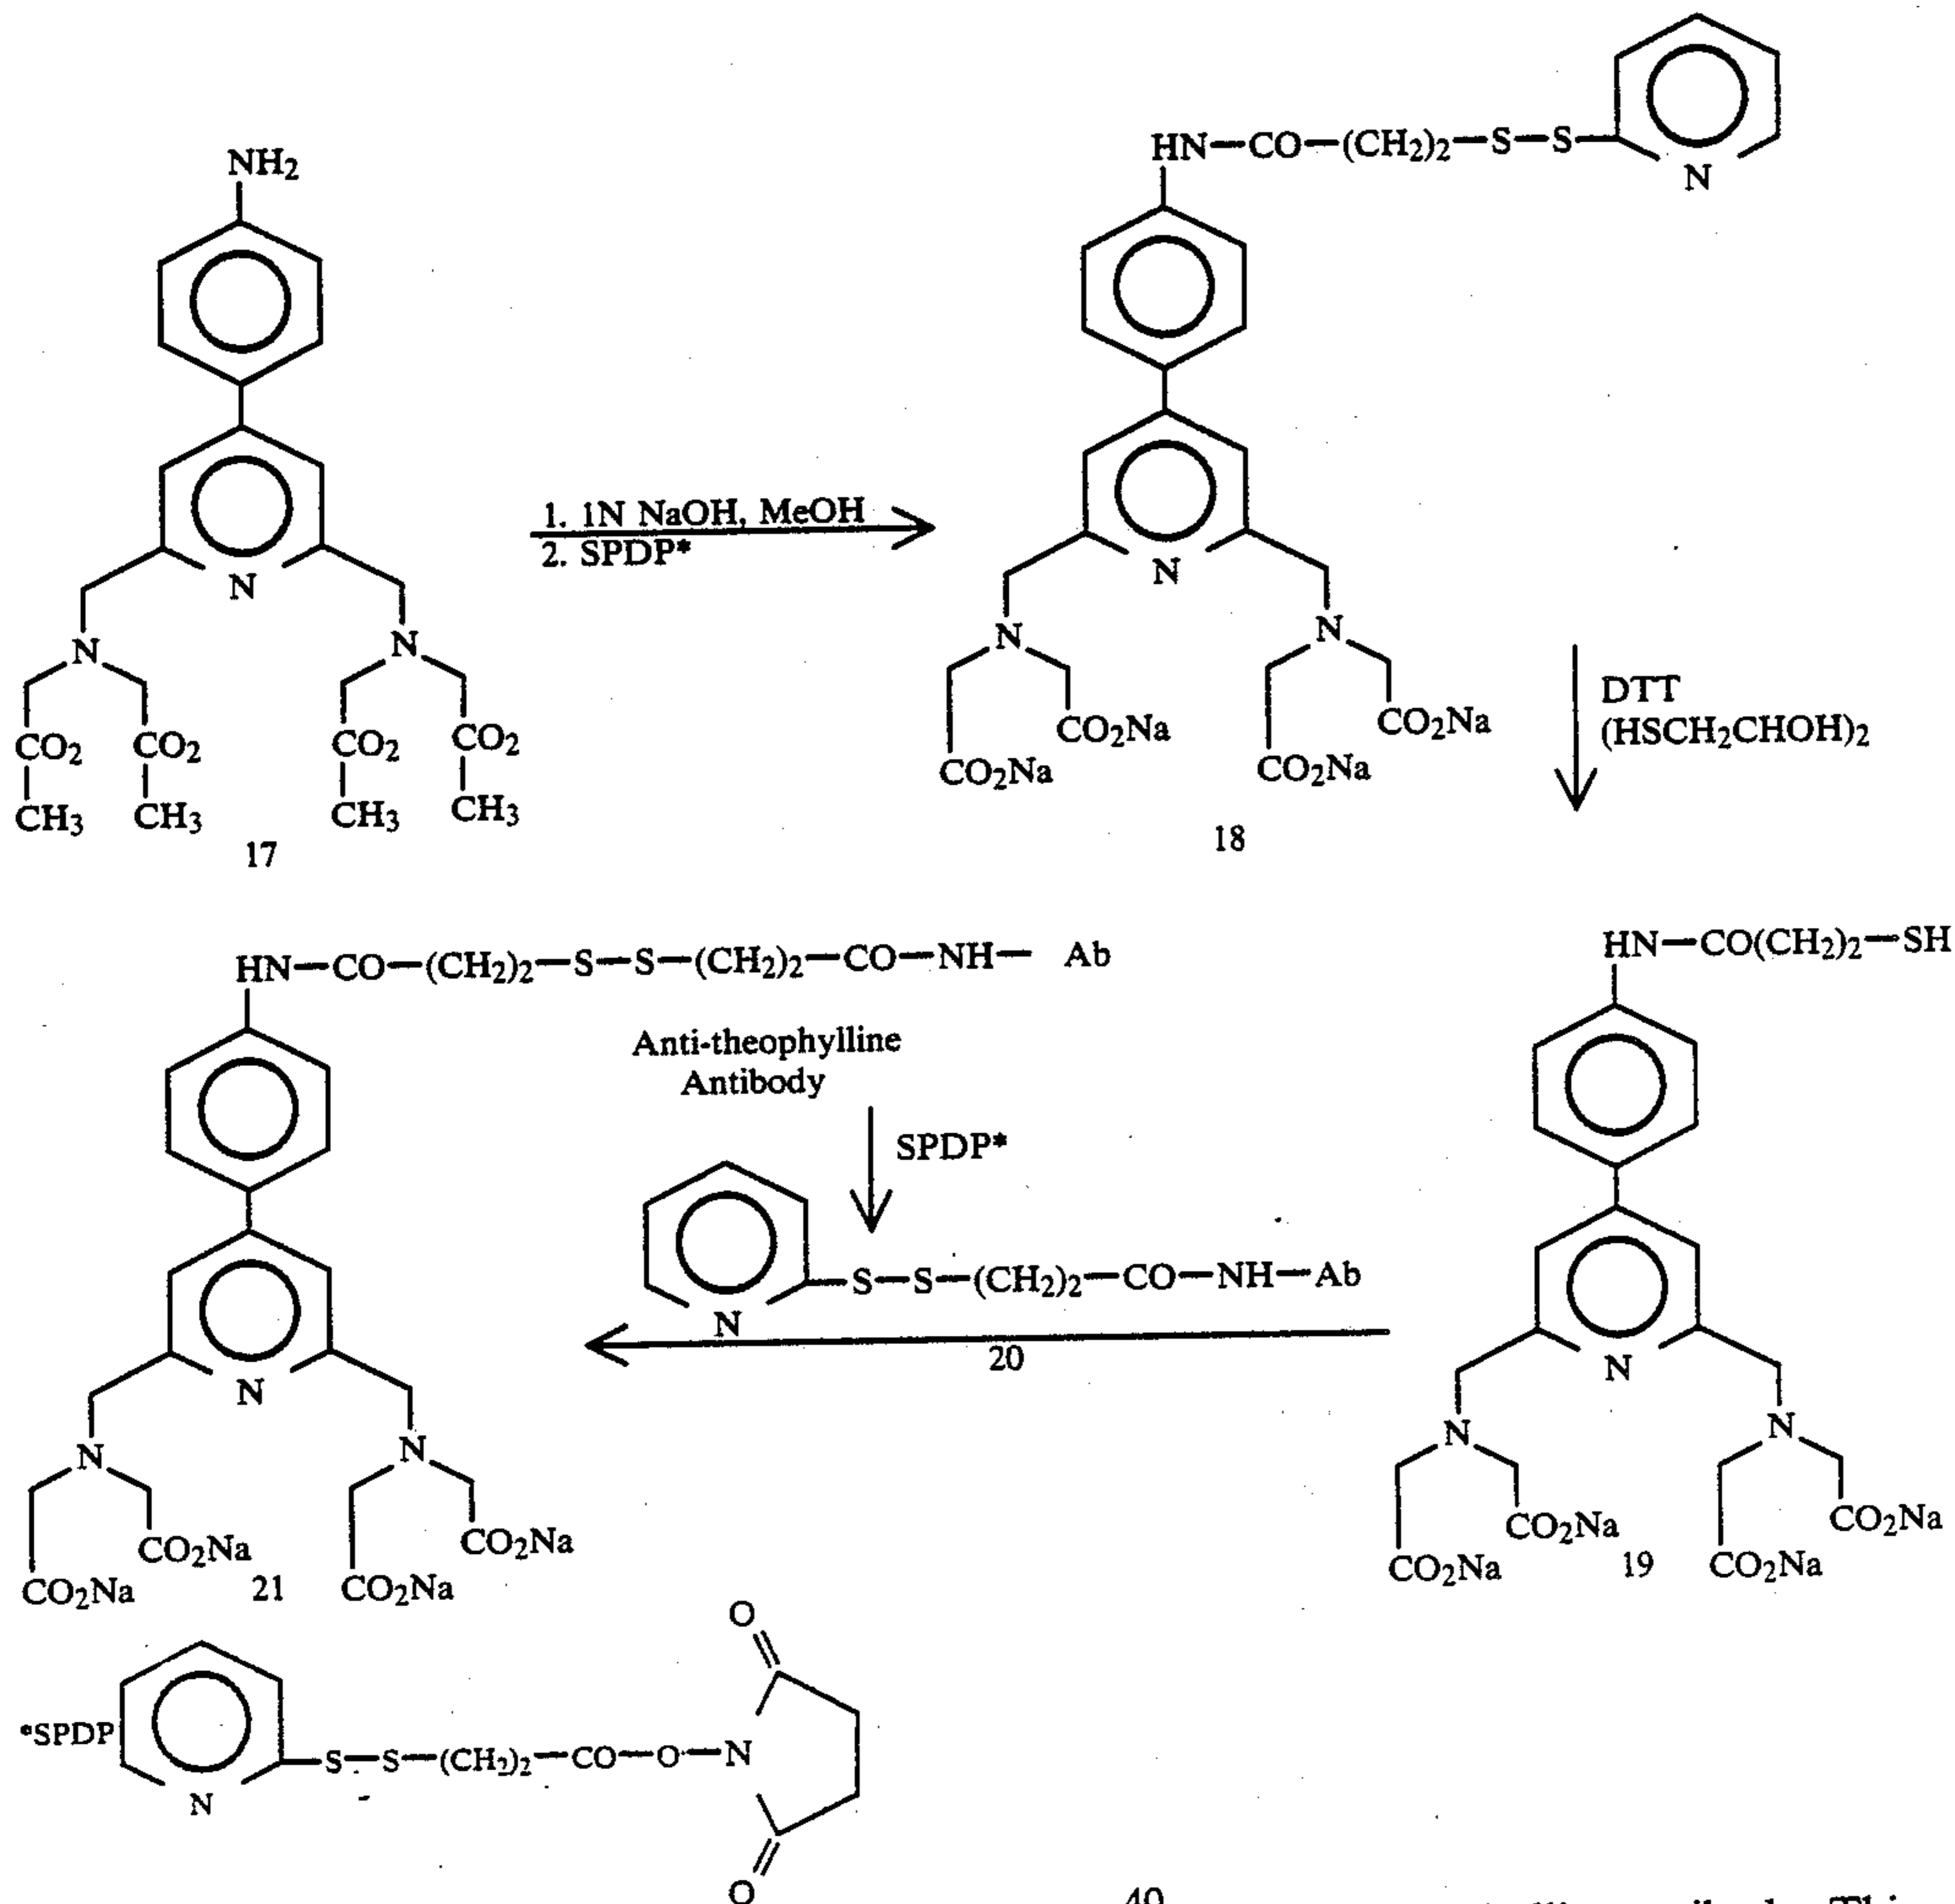 NH2
N
N
N
CO2
CO2
CO2
CO2
CH3
CH3
CH3
CH3
17
1. 1N NaOH, MeOH
2. SPDP*
HN—CO—(CH2)2—S—S
N
N
N
N
CO2Na
CO2Na
CO2Na
CO2Na
18
DTT
(HSCH2CHOH)2
HN—CO(CH2)2—SH
N
N
N
CO2Na
CO2Na
CO2Na
CO2Na
19
Anti-theophylline
Antibody
SPDP*
S—S—(CH2)2—CO—NH—Ab
N
20
HN—CO—(CH2)2—S—S—(CH2)2—CO—NH— Ab
N
N
N
CO2Na
CO2Na
CO2Na
CO2Na
21
*SPDP
N
S—S—(CH2)2—CO—O—N
O
O